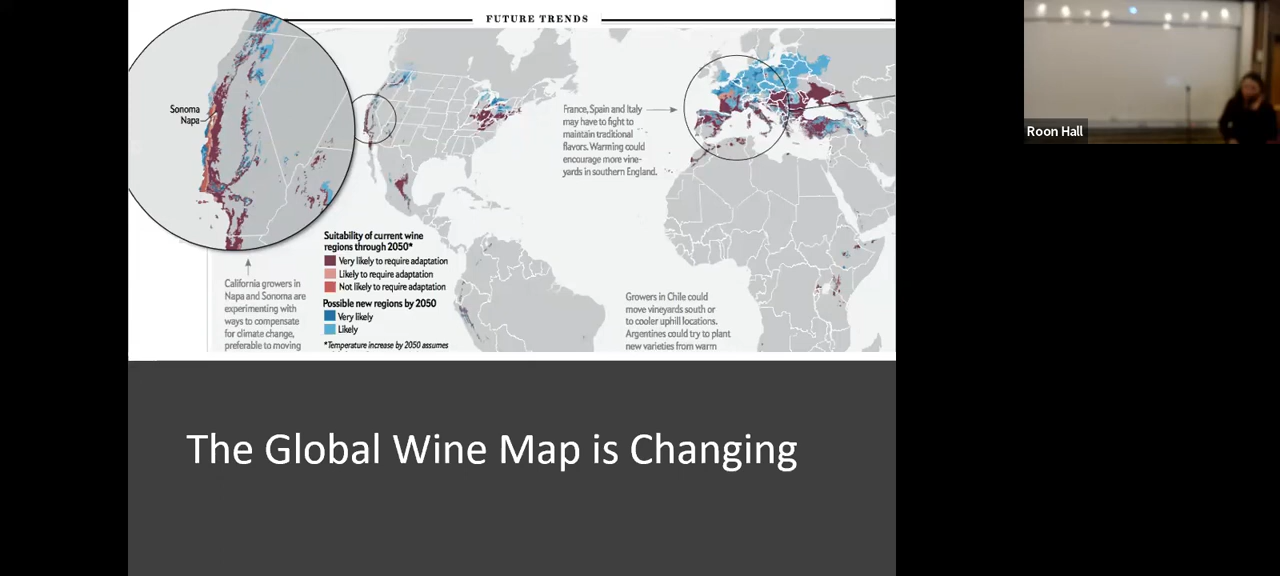 FUTURE TRENDS
Sonoma
Napa
France, Spain and Italy
may have to fight to
maintain traditional
flavors. Warming could
encourage more vine-
yards in southern England.
Suitability of current wine
regions through 2050*
Very likely to require adaptation
Likely to require adaptation
Not likely to require adaptation
Possible new regions by 2050
Very likely
Likely
*Temperature increase by 2050 assumes
California growers in
Napa and Sonoma are
experimenting with
ways to compensate
for climate change,
preferable to moving
Growers in Chile could
move vineyards south or
to cooler uphill locations.
Argentines could try to plant
new varieties from warm
The Global Wine Map is Changing
Roon Hall